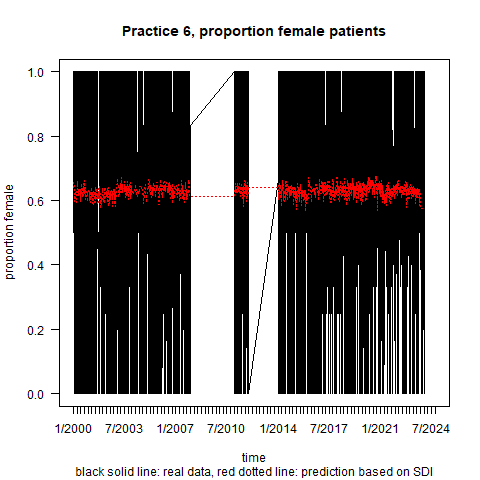 Practice 6, proportion female patients
proportion female
1.0
0.8
0.6
0.4
0.2
0.0
1/2000 7/2003 1/2007 7/2010 1/2014 7/2017 1/2021 7/2024
time
black solid line: real data, red dotted line: prediction based on SDI